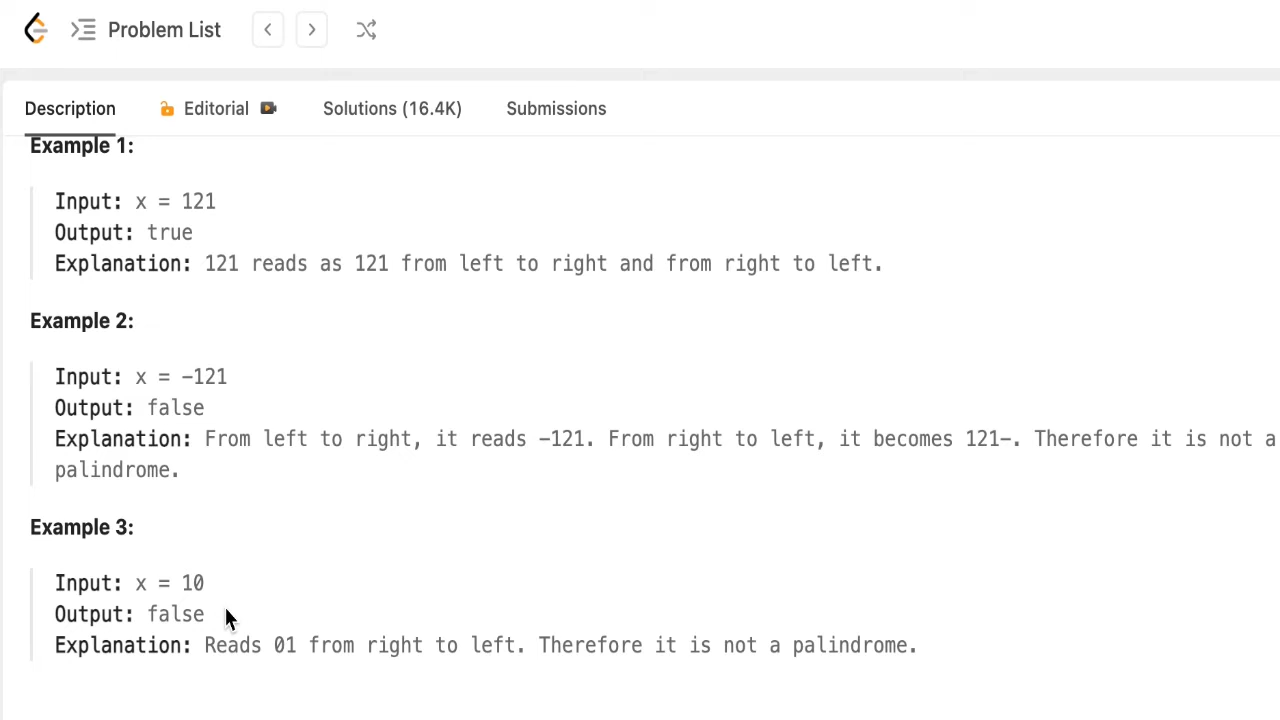 Problem List
Description Editorial Solutions (16.4K) Submissions
Example 1:
Input: x = 121
Output: true
Explanation: 121 reads as 121 from left to right and from right to left.
Example 2:
Input: x = -121
Output: false
Explanation: From left to right, it reads -121. From right to left, it becomes 121-. Therefore it is not a
palindrome.
Example 3:
Input: x = 10
Output: false
Explanation: Reads 01 from right to left. Therefore it is not a palindrome.